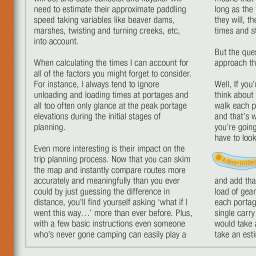 need to estimate their approximate paddling
speed taking variables like beaver dams,
marshes, twisting and turning creeks, etc,
into account.
When calculating the times I can account for
all of the factors you might forget to consider.
For instance, I always tend to ignore
unloading and loading times at portages and
all too often only glance at the peak portage
elevations during the initial stages of
planning.
Even more interesting is their impact on the
trip planning process. Now that you can skim
the map and instantly compare routes more
accurately and meaningfully than you ever
could by just guessing the difference in
distance, you'll find yourself asking 'what if I
went this way…' more than ever before. Plus,
with a few basic instructions even someone
who's never gone camping can easily play a
long as the
they will, the
times and st
But the ques
approach th
Well, If you'r
think about
walk each p
and that's w
you're going
have to look
and add tha
load of gear
each portag
single carry
would take a
take an esti